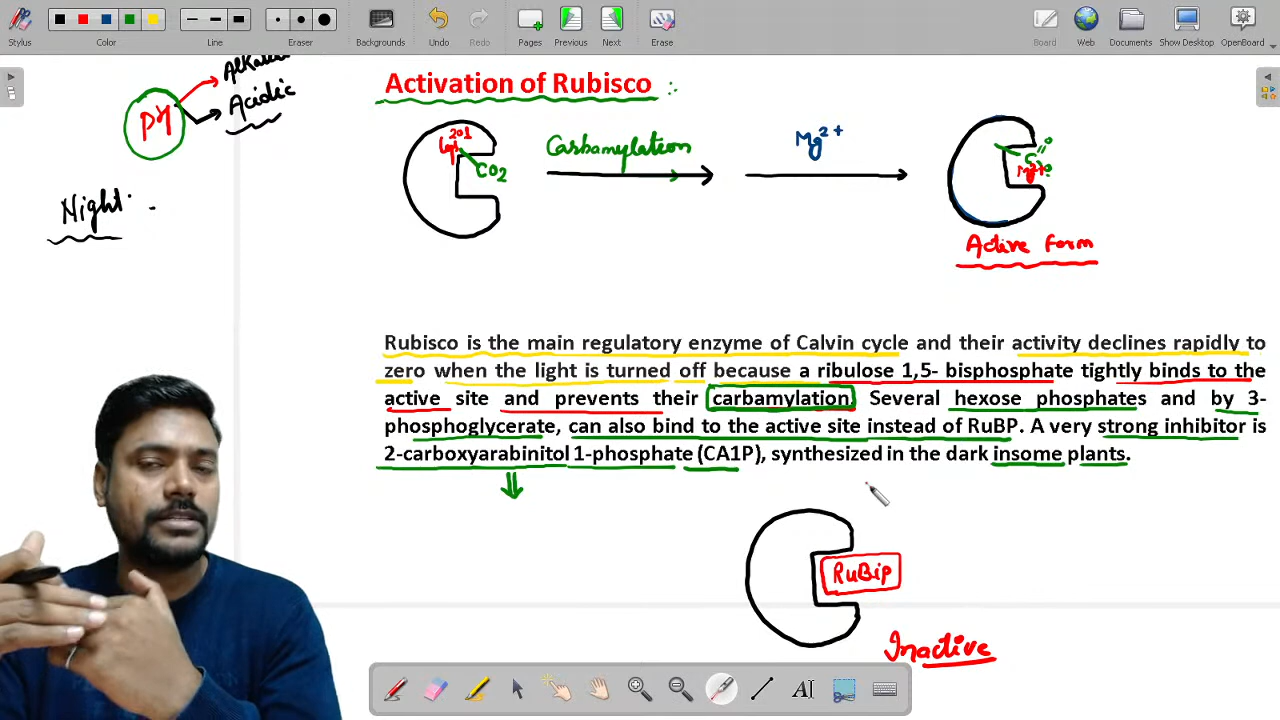 Stylus
Color
Line
Eraser
Backgrounds
Undo
Redo
Pages
Previous
Next
Erase
Board
Web
Documents
Show Desktop
OpenBoard
Acidic
PH
Night
Activation of Rubisco :
201
Lys
CO2
Carbamylation
Mg2+
Mg2+
Active Form
Rubisco is the main regulatory enzyme of Calvin cycle and their activity declines rapidly to
zero when the light is turned off because a ribulose 1,5- bisphosphate tightly binds to the
active site and prevents their carbamylation. Several hexose phosphates and by 3-
phosphoglycerate, can also bind to the active site instead of RuBP. A very strong inhibitor is
2-carboxyarabinitol 1-phosphate (CA1P), synthesized in the dark insome plants.
RuBip
Inactive